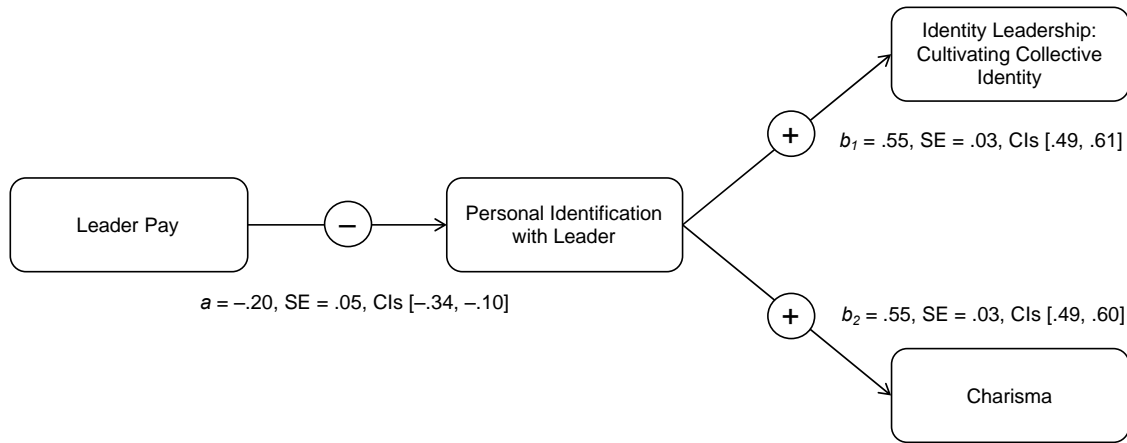 Identity Leadership:
Cultivating Collective
Identity
+
b1 = .55, SE = .03, CIs [.49, .61]
Leader Pay
–
Personal Identification
with Leader
a = –.20, SE = .05, CIs [–.34, –.10]
+
b2 = .55, SE = .03, CIs [.49, .60]
Charisma